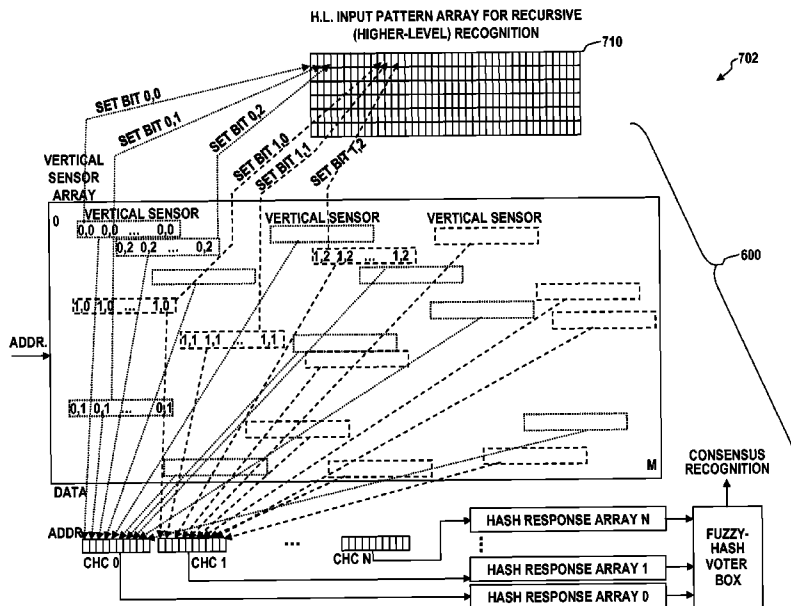 H.L. INPUT PATTERN ARRAY FOR RECURSIVE
(HIGHER-LEVEL) RECOGNITION
710
702
SET BIT 0,0
SET BIT 0,1
SET BIT 0,2
SET BIT 1,0
SET BIT 1,1
SET BIT 1,2
VERTICAL
SENSOR
ARRAY
0
VERTICAL SENSOR
VERTICAL SENSOR
VERTICAL SENSOR
0,0 0,0 ... 0,0
0,2 0,2 ... 0,2
1,2 1,2 ... 1,2
600
1,0 1,0 ... 1,0
1,1 1,1 ... 1,1
ADDR.
0,1 0,1 ... 0,1
M
DATA
CONSENSUS
RECOGNITION
ADDR.
CHC 0
CHC 1
...
CHC N
HASH RESPONSE ARRAY N
HASH RESPONSE ARRAY 1
HASH RESPONSE ARRAY 0
FUZZY-
HASH
VOTER
BOX